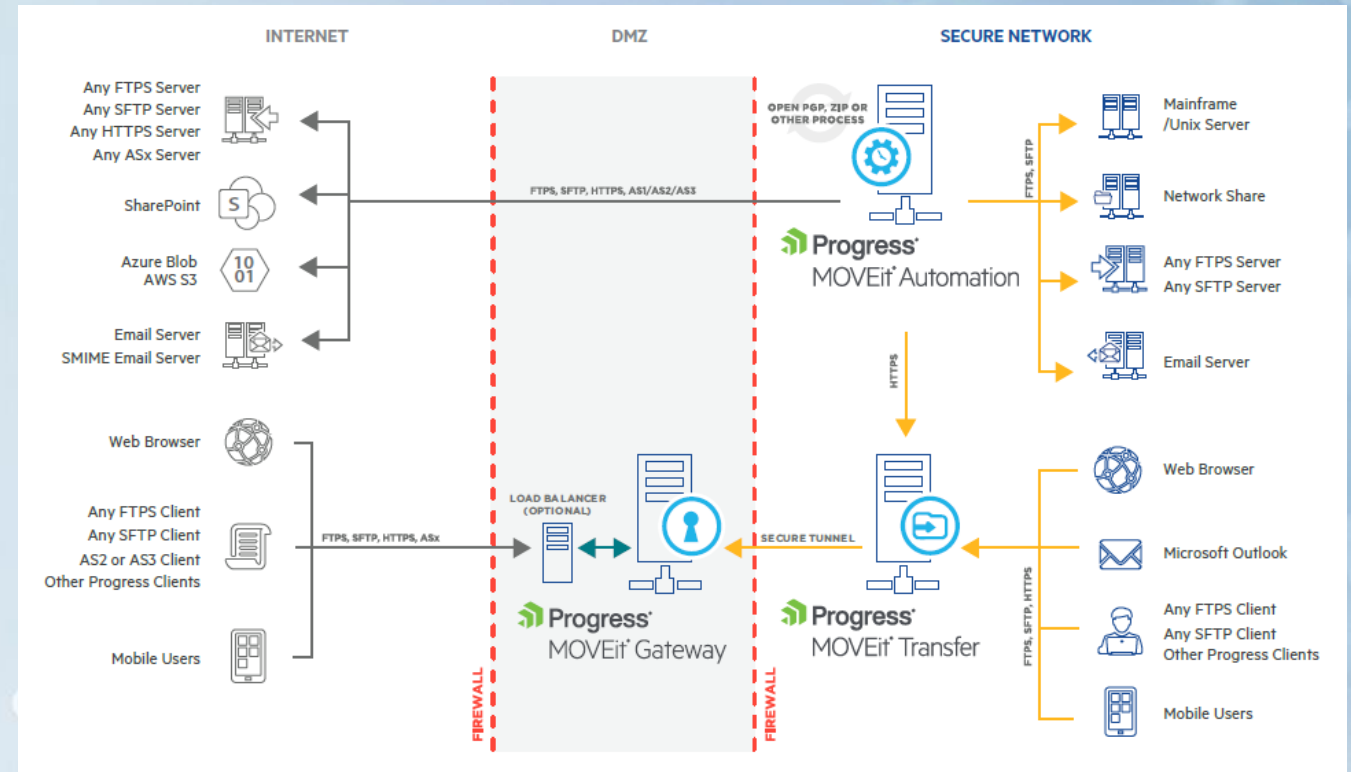 INTERNET
DMZ
SECURE NETWORK
Any FTPS Server
Any SFTP Server
Any HTTPS Server
Any ASx Server
SharePoint
S
Azure Blob
AWS S3
10
01
Email Server
SMIME Email Server
FTPS, SFTP, HTTPS, AS1/AS2/AS3
OPEN PGP, ZIP OR
OTHER PROCESS
Progress®
MOVEit® Automation
FTPS, SFTP
Mainframe
/Unix Server
Network Share
Any FTPS Server
Any SFTP Server
Email Server
HTTPS
Web Browser
Any FTPS Client
Any SFTP Client
AS2 or AS3 Client
Other Progress Clients
Mobile Users
FTPS, SFTP, HTTPS, ASx
LOAD BALANCER
(OPTIONAL)
Progress®
MOVEit® Gateway
SECURE TUNNEL
Progress®
MOVEit® Transfer
FIREWALL
FIREWALL
FTPS, SFTP, HTTPS
Web Browser
Microsoft Outlook
Any FTPS Client
Any SFTP Client
Other Progress Clients
Mobile Users